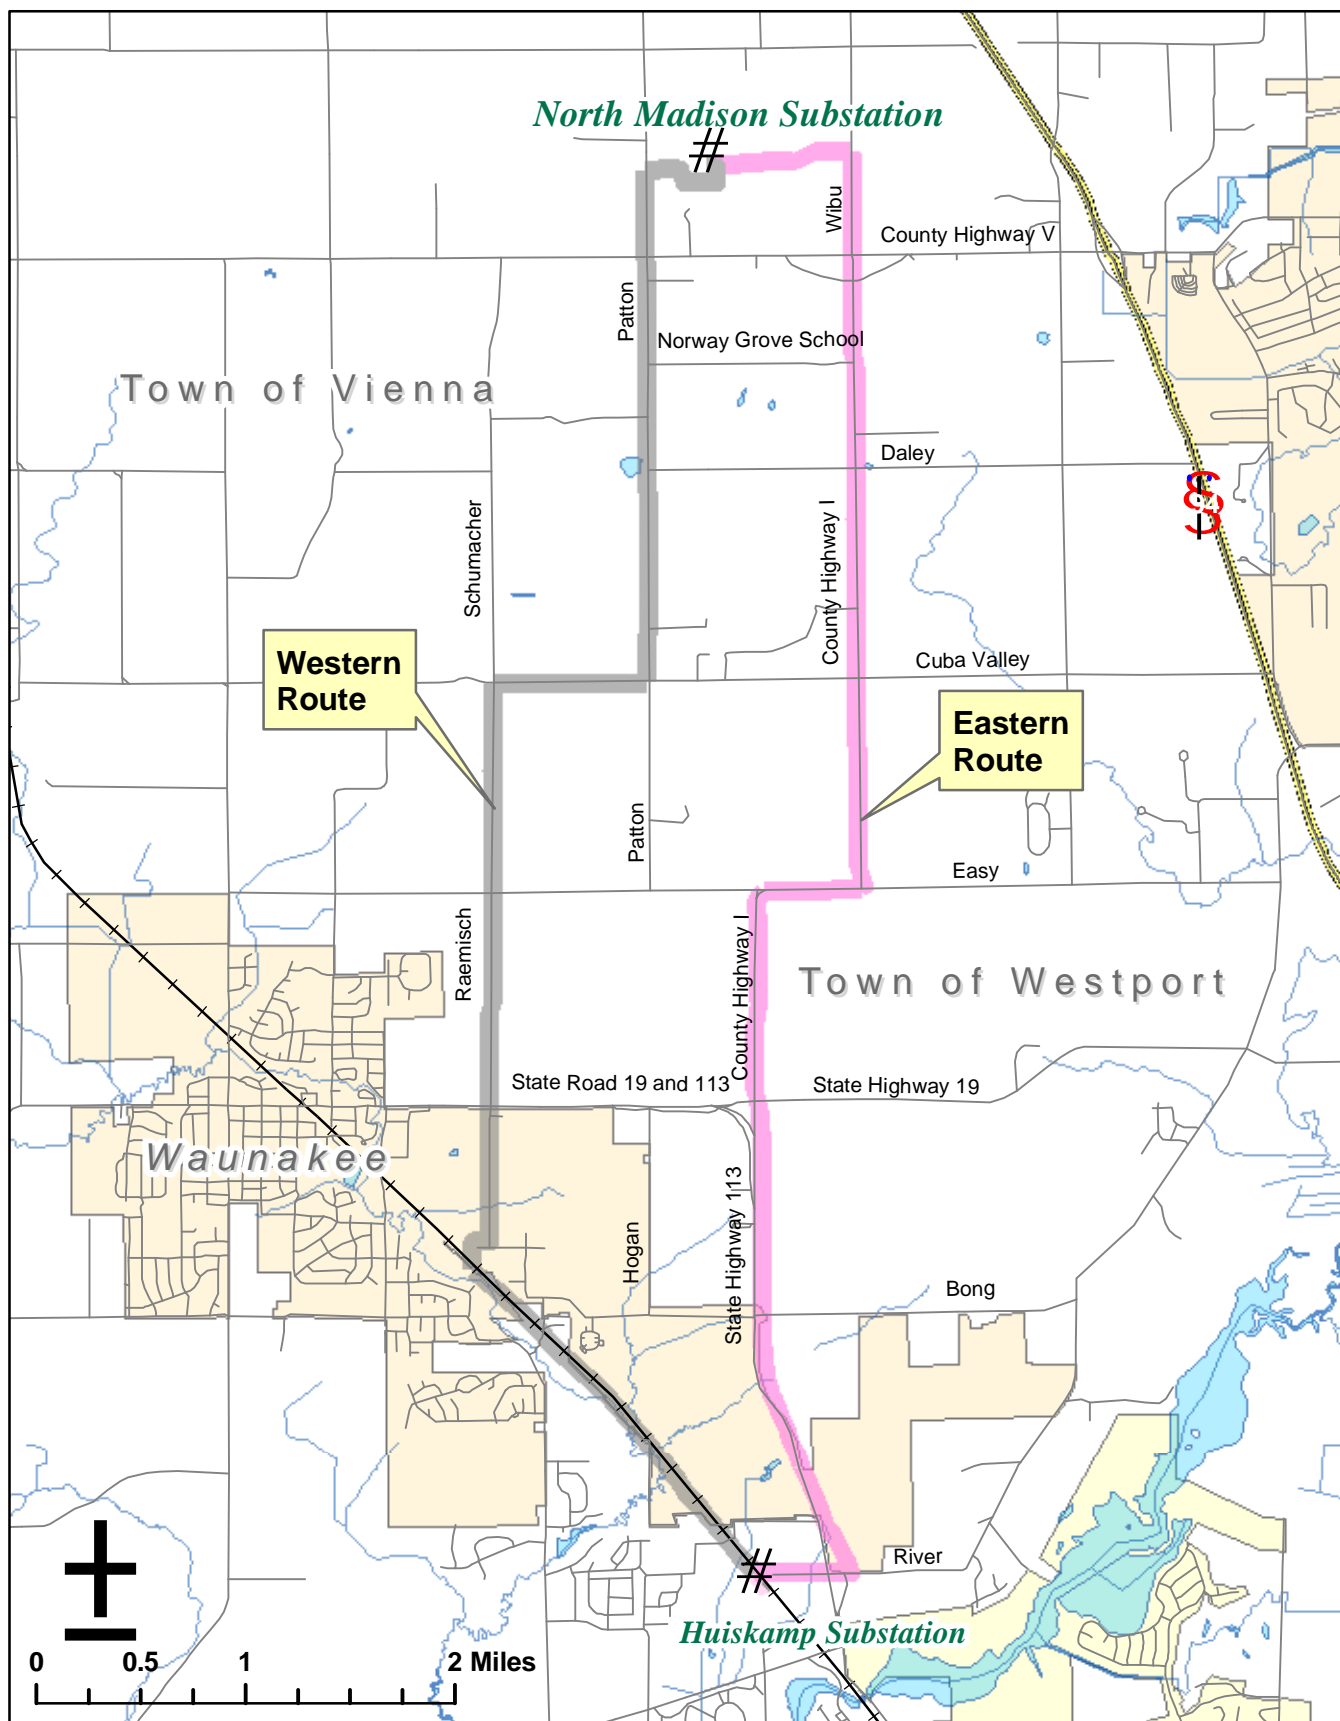 North Madison Substation
Wibu
County Highway V
Patton
Norway Grove School
Town of Vienna
Daley
Schumacher
County Highway I
Cuba Valley
Western
Route
Eastern
Route
Patton
Easy
Raemisch
County Highway I
Town of Westport
State Road 19 and 113
State Highway 19
Waunakee
State Highway 113
Hogan
Bong
River
Huiskamp Substation
0 0.5 1 2 Miles